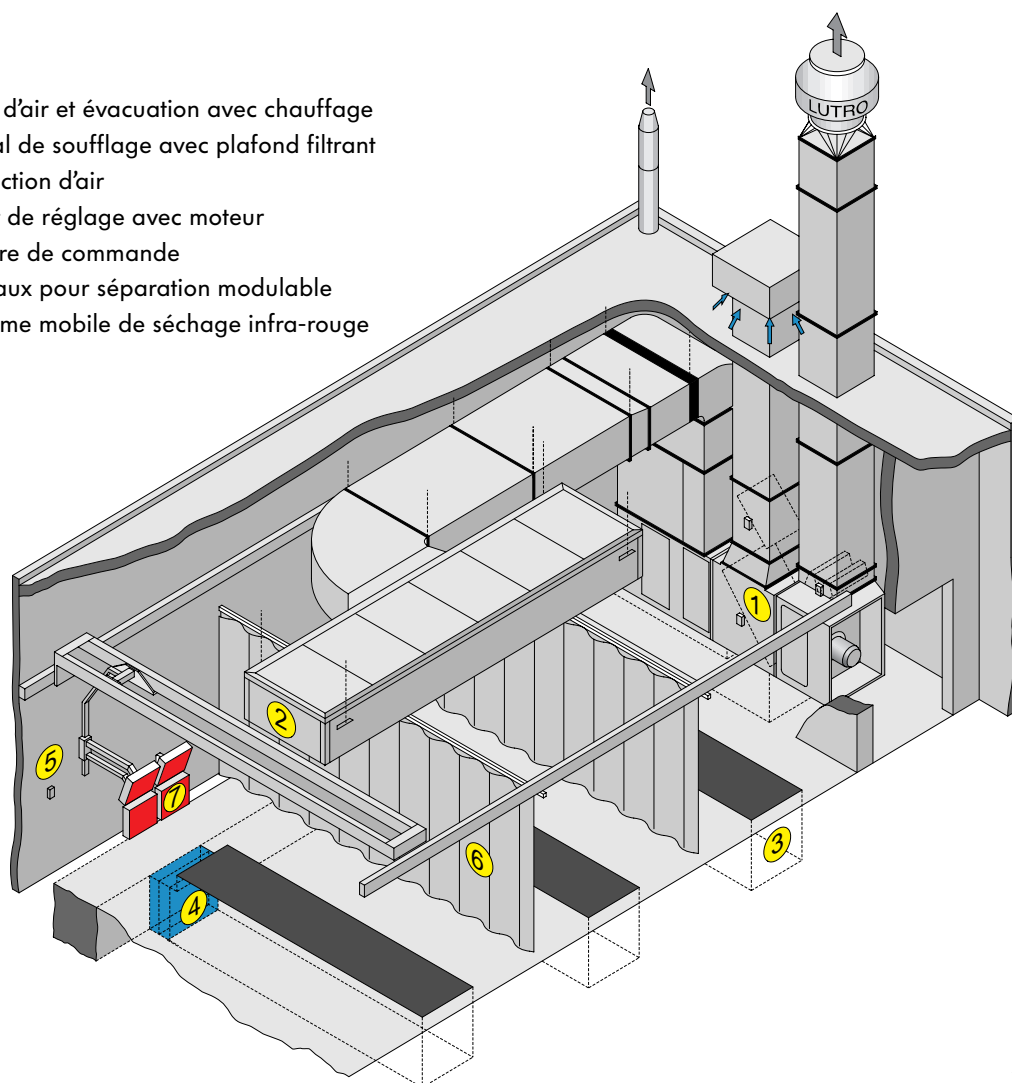 d’air et évacuation avec chauffage
al de soufflage avec plafond filtrant
ction d’air
de réglage avec moteur
re de commande
aux pour séparation modulable
me mobile de séchage infra-rouge
LUTRO
1
2
5
7
3
6
4